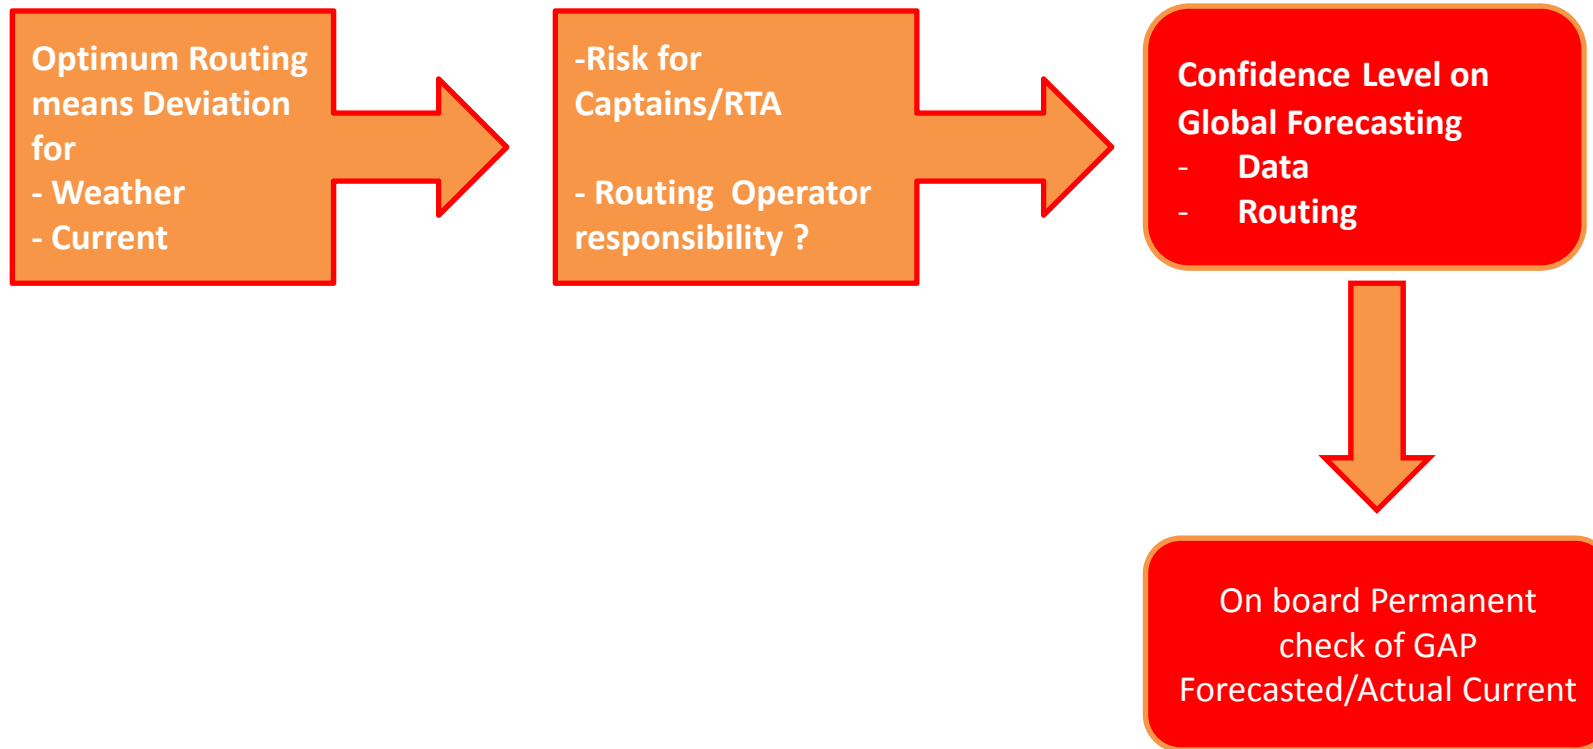 Optimum Routing
means Deviation
for
- Weather
- Current
-Risk for
Captains/RTA
- Routing Operator
responsibility ?
Confidence Level on
Global Forecasting
- Data
- Routing
On board Permanent
check of GAP
Forecasted/Actual Current